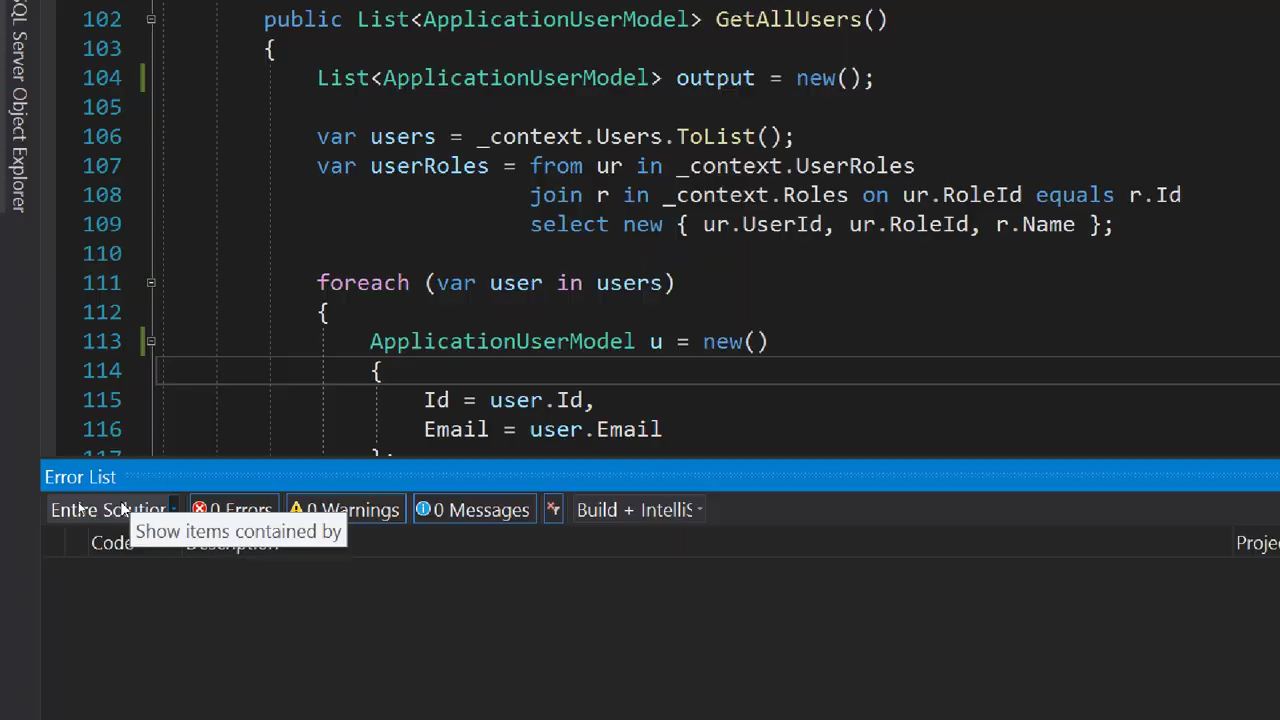 SQL Server Object Explorer
102 public List<ApplicationUserModel> GetAllUsers()
103 {
104 List<ApplicationUserModel> output = new();
105
106 var users = _context.Users.ToList();
107 var userRoles = from ur in _context.UserRoles
108 join r in _context.Roles on ur.RoleId equals r.Id
109 select new { ur.UserId, ur.RoleId, r.Name };
110
111 foreach (var user in users)
112 {
113 ApplicationUserModel u = new()
114 {
115 Id = user.Id,
116 Email = user.Email
117 };
Error List
Entire Solution 0 Errors 0 Warnings 0 Messages Build + IntelliS
Show items contained by
Code Description Projec